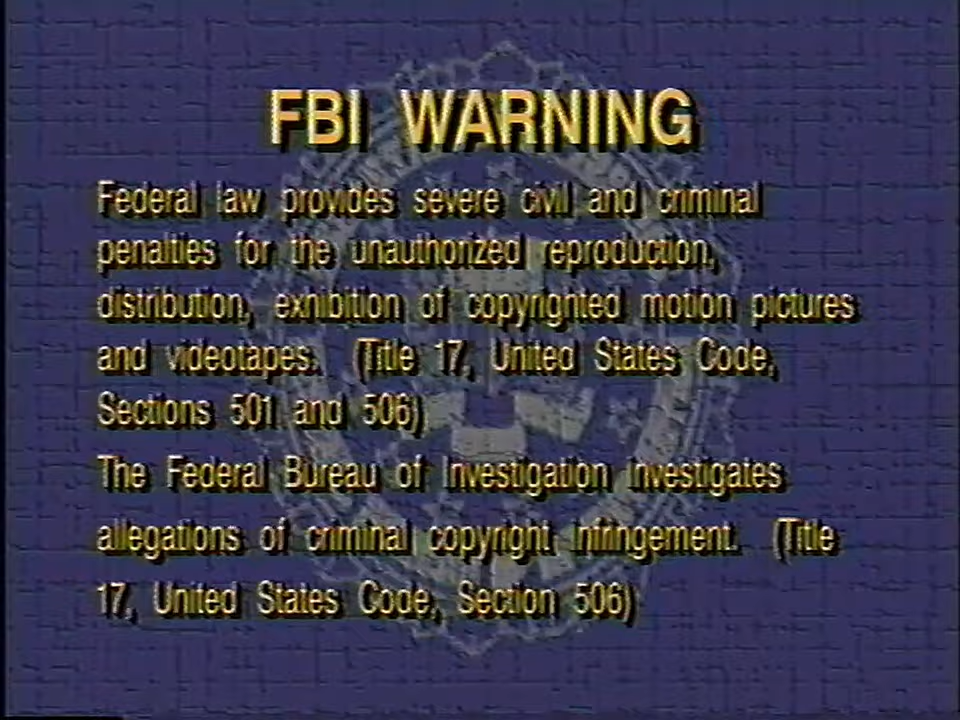 FBI WARNING
Federal law provides severe civil and criminal
penalties for the unauthorized reproduction,
distribution, exhibition of copyrighted motion pictures
and videotapes. (Title 17, United States Code,
Sections 501 and 506)
The Federal Bureau of Investigation investigates
allegations of criminal copyright infringement. (Title
17, United States Code, Section 506)